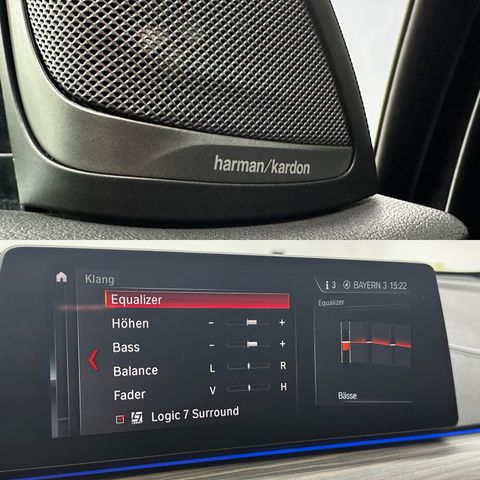 harman/kardon
Klang
Equalizer
Höhen - +
Bass - +
Balance L R
Fader V H
Logic 7 Surround
3 BAYERN 3 15:22
Equalizer
Bässe